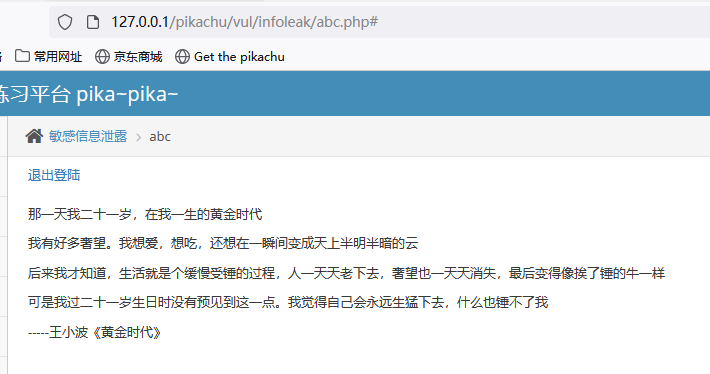 127.0.0.1/pikachu/vul/infoleak/abc.php#
常用网址 京东商城 Get the pikachu
练习平台 pika~pika~
敏感信息泄露 > abc
退出登陆
那一天我二十一岁，在我一生的黄金时代
我有好多奢望。我想爱，想吃，还想在一瞬间变成天上半明半暗的云
后来我才知道，生活就是个缓慢受锤的过程，人一天天老下去，奢望也一天天消失，最后变得像挨了锤的牛一样
可是我过二十一岁生日时没有预见到这一点。我觉得自己会永远生猛下去，什么也锤不了我
-----王小波《黄金时代》